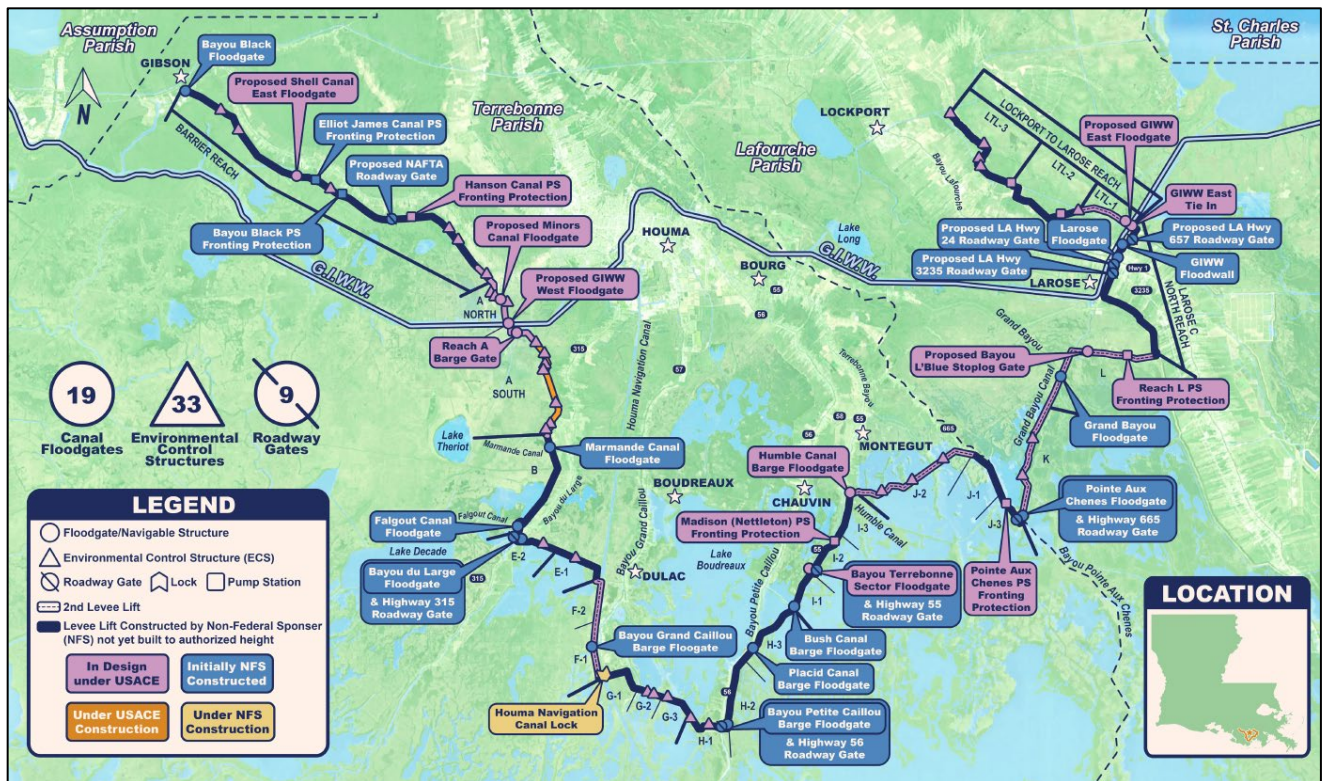 Assumption
Parish
GIBSON
N
Bayou Black
Floodgate
Proposed Shell Canal
East Floodgate
Elliot James Canal PS
Fronting Protection
Proposed NAFTA
Roadway Gate
Hanson Canal PS
Fronting Protection
BARRIER REACH
Bayou Black PS
Fronting Protection
Proposed Minors
Canal Floodgate
Proposed GIWW
West Floodgate
A
NORTH
Reach A
Barge Gate
A
SOUTH
G.I.W.W.
Terrebonne
Parish
Lafourche
Parish
St. Charles
Parish
LOCKPORT
LOCKPORT TO LAROSE REACH
LTL-3
LTL-2
LTL-1
Bayou Lafourche
Proposed GIWW
East Floodgate
GIWW East
Tie In
Proposed LA Hwy
24 Roadway Gate
Larose
Floodgate
Proposed LA Hwy
657 Roadway Gate
Proposed LA Hwy
3235 Roadway Gate
GIWW
Floodwall
LAROSE
Hwy 1
3235
LAROSE C
NORTH REACH
HOUMA
BOURG
Lake
Long
G.I.W.W.
55
56
315
57
Houma Navigation Canal
Terrebonne Bayou
Grand Bayou
Proposed Bayou
L'Blue Stoplog Gate
L
Reach L PS
Fronting Protection
Grand Bayou Canal
Grand Bayou
Floodgate
K
19
Canal
Floodgates
33
Environmental
Control
Structures
9
Roadway
Gates
Lake
Theriot
Marmande Canal
B
Marmande Canal
Floodgate
Bayou du Large
Falgout Canal
Floodgate
Falgout Canal
Lake Decade
E-2
E-1
Bayou du Large
Floodgate
& Highway 315
Roadway Gate
315
BOUDREAUX
Bayou Grand Caillou
DULAC
F-2
F-1
Bayou Grand Caillou
Barge Floodgate
Houma Navigation
Canal Lock
G-1
G-2
G-3
H-1
56
58
55
665
MONTEGUT
56
CHAUVIN
Humble Canal
Barge Floodgate
J-2
J-1
J-3
Humble Canal
I-3
Madison (Nettleton) PS
Fronting Protection
Lake
Boudreaux
55
I-2
Bayou Terrebonne
Sector Floodgate
& Highway 55
Roadway Gate
I-1
Bayou Petite Caillou
Bush Canal
Barge Floogate
H-3
Placid Canal
Barge Floodgate
H-2
56
Bayou Petite Caillou
Barge Floodgate
& Highway 56
Roadway Gate
Pointe Aux
Chenes Floodgate
& Highway 665
Roadway Gate
Pointe Aux
Chenes PS
Fronting
Protection
Bayou Pointe Aux Chenes
LEGEND
Floodgate/Navigable Structure
Environmental Control Structure (ECS)
Roadway Gate
Lock
Pump Station
2nd Levee Lift
Levee Lift Constructed by Non-Federal Sponser
(NFS) not yet built to authorized height
In Design
under USACE
Initially NFS
Constructed
Under USACE
Construction
Under NFS
Construction
LOCATION